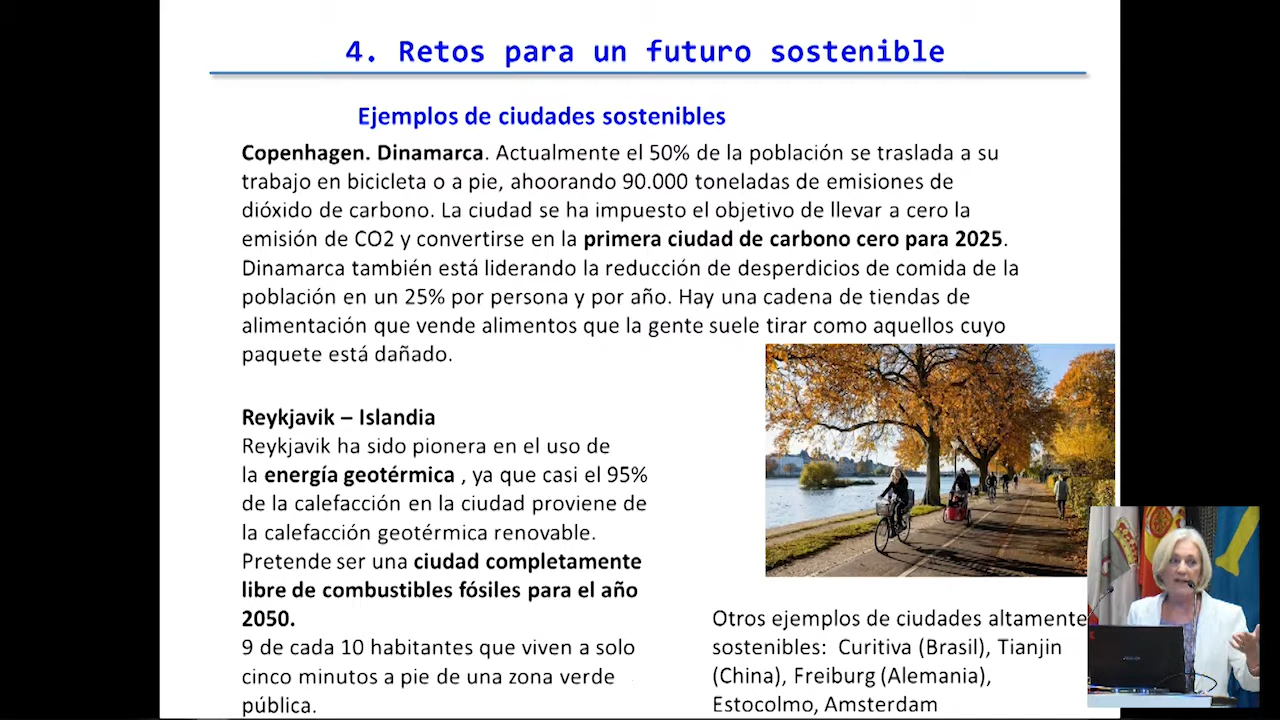 4. Retos para un futuro sostenible
Ejemplos de ciudades sostenibles
Copenhagen. Dinamarca. Actualmente el 50% de la población se traslada a su
trabajo en bicicleta o a pie, ahoorando 90.000 toneladas de emisiones de
dióxido de carbono. La ciudad se ha impuesto el objetivo de llevar a cero la
emisión de CO2 y convertirse en la primera ciudad de carbono cero para 2025.
Dinamarca también está liderando la reducción de desperdicios de comida de la
población en un 25% por persona y por año. Hay una cadena de tiendas de
alimentación que vende alimentos que la gente suele tirar como aquellos cuyo
paquete está dañado.
Reykjavik – Islandia
Reykjavik ha sido pionera en el uso de
la energía geotérmica , ya que casi el 95%
de la calefacción en la ciudad proviene de
la calefacción geotérmica renovable.
Pretende ser una ciudad completamente
libre de combustibles fósiles para el año
2050.
9 de cada 10 habitantes que viven a solo
cinco minutos a pie de una zona verde
pública.
Otros ejemplos de ciudades altamente
sostenibles: Curitiva (Brasil), Tianjin
(China), Freiburg (Alemania),
Estocolmo, Amsterdam